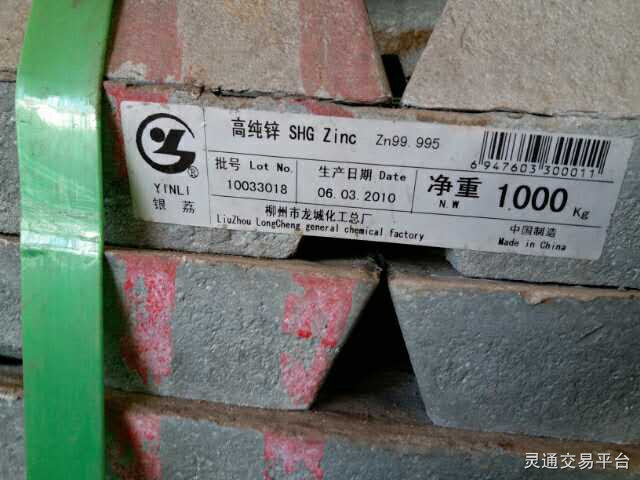 高纯锌 SHG Zinc Zn99.995
6 947603 300011
YINLI ®
银荔
批号 Lot No.
10033018
生产日期 Date
06.03.2010
净重 1.000 Kg
N.W
柳州市龙城化工总厂
LiuZhou LongCheng general chemical factory
中国制造
Made in China
灵通交易平台